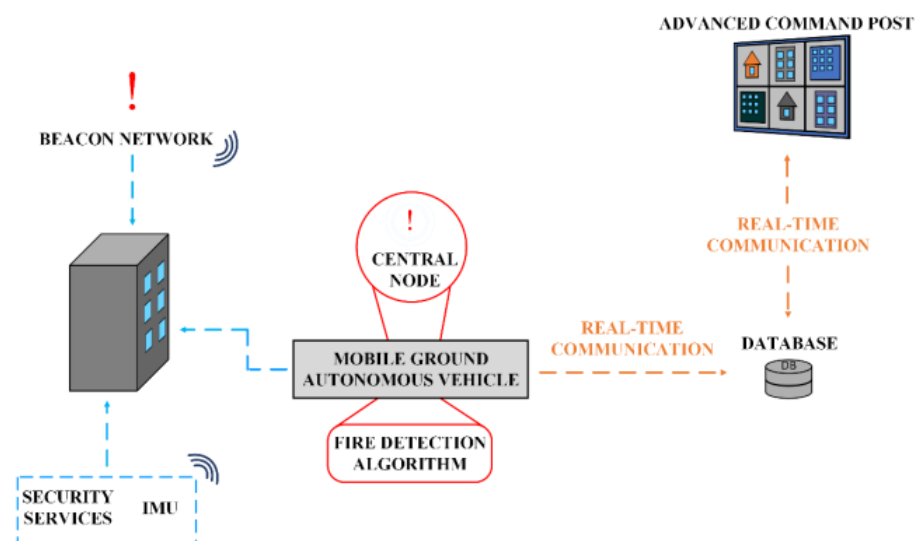 ADVANCED COMMAND POST
!
BEACON NETWORK
!
CENTRAL
NODE
REAL-TIME
COMMUNICATION
REAL-TIME
COMMUNICATION
DATABASE
DB
MOBILE GROUND
AUTONOMOUS VEHICLE
FIRE DETECTION
ALGORITHM
SECURITY
SERVICES
IMU